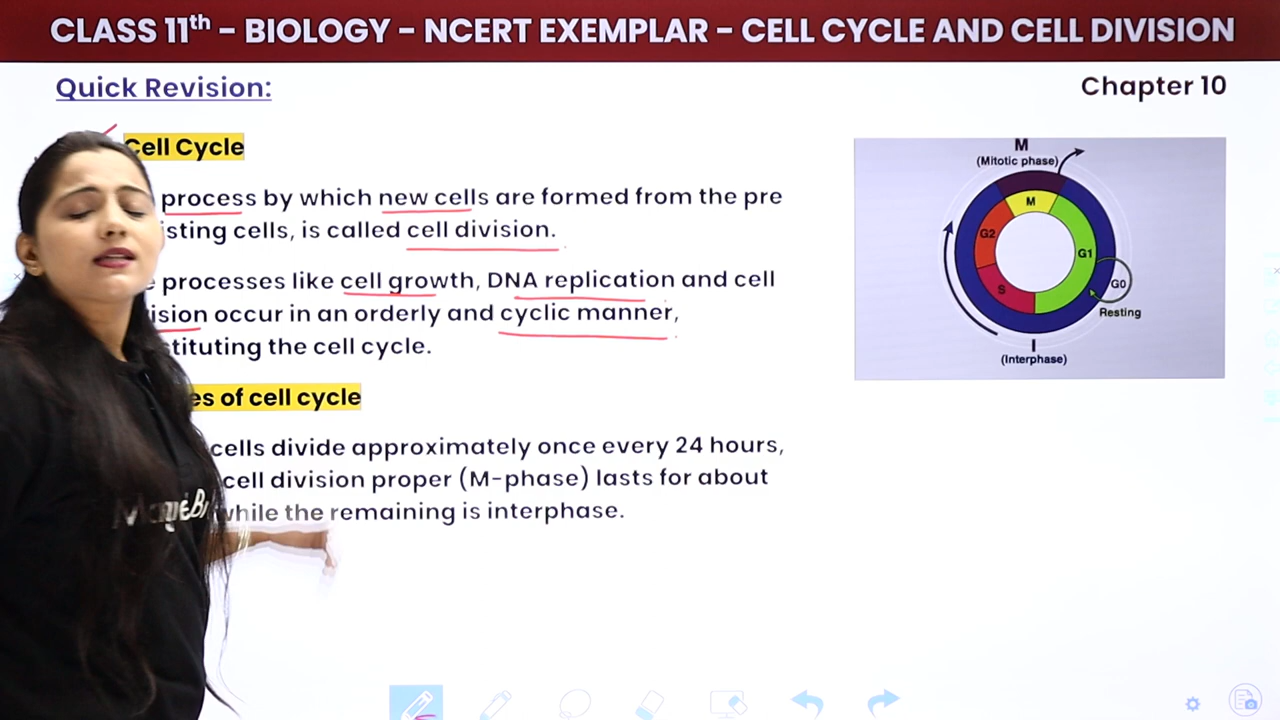 CLASS 11th – BIOLOGY – NCERT EXEMPLAR – CELL CYCLE AND CELL DIVISION
Quick Revision:
Chapter 10
Cell Cycle
process by which new cells are formed from the pre
isting cells, is called cell division.
e processes like cell growth, DNA replication and cell
ision occur in an orderly and cyclic manner,
stituting the cell cycle.
es of cell cycle
cells divide approximately once every 24 hours,
cell division proper (M-phase) lasts for about
while the remaining is interphase.
M
(Mitotic phase)
M
G2
G1
S
G0
Resting
I
(Interphase)